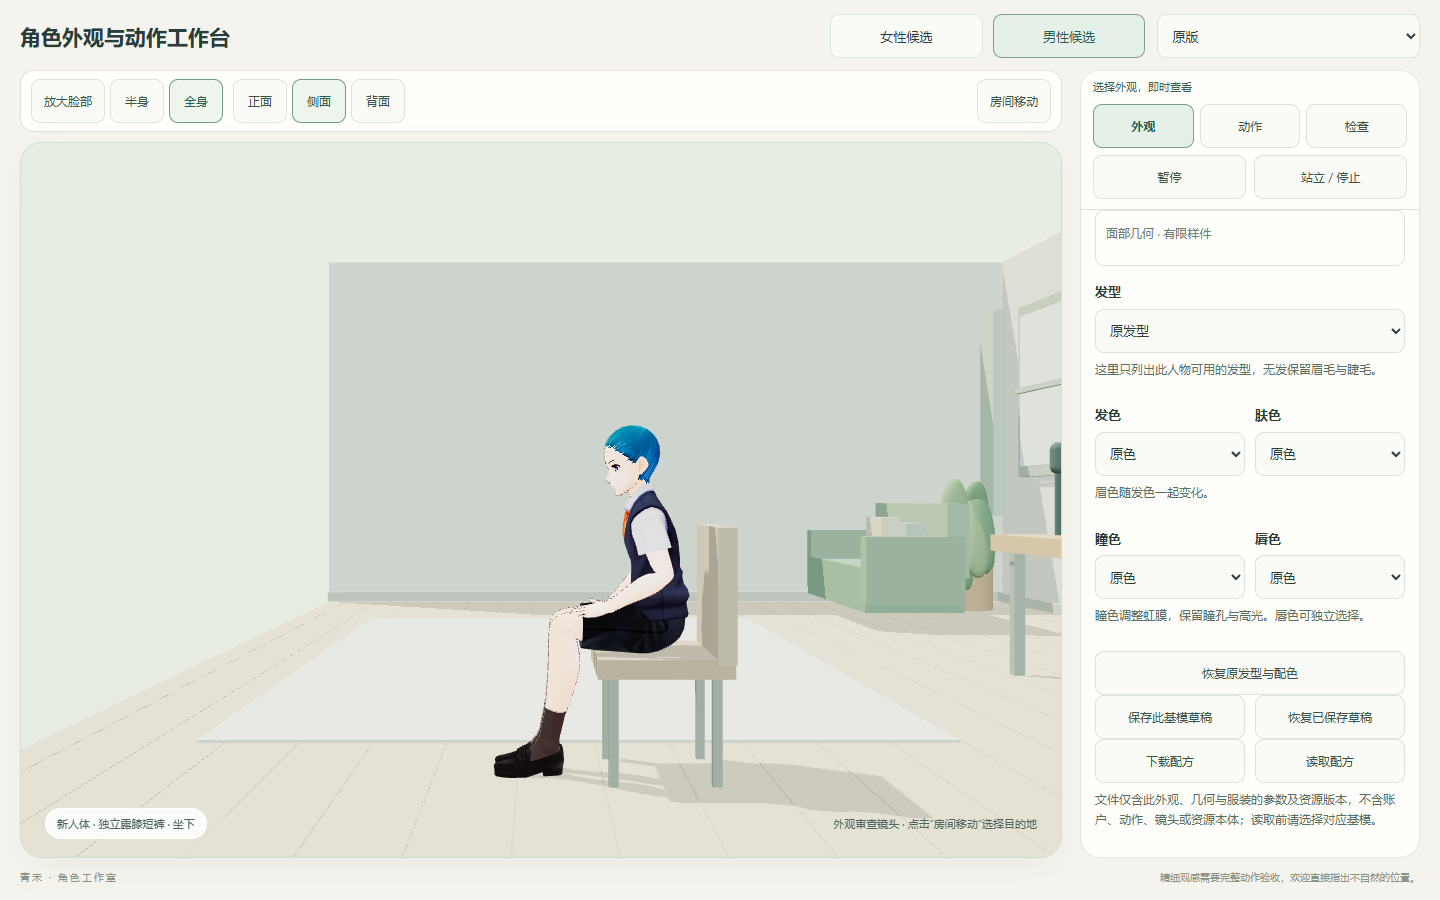 角色外观与动作工作台
女性候选
男性候选
原版
放大脸部
半身
全身
正面
侧面
背面
房间移动
选择外观，即时查看
外观
动作
检查
暂停
站立 / 停止
面部几何 · 有限样件
发型
原发型
这里只列出此人物可用的发型，无发保留眉毛与睫毛。
发色
肤色
原色
原色
眉色随发色一起变化。
瞳色
唇色
原色
原色
瞳色调整虹膜，保留瞳孔与高光。唇色可独立选择。
恢复原发型与配色
保存此基模草稿
恢复已保存草稿
下载配方
读取配方
文件仅含此外观、几何与服装的参数及资源版本，不含账
户、动作、镜头或资源本体；读取前请选择对应基模。
新人体 · 独立露膝短裤 · 坐下
外观审查镜头 · 点击“房间移动”选择目的地
青禾 · 角色工作室
精细观感需要完整动作验收，欢迎直接指出不自然的位置。